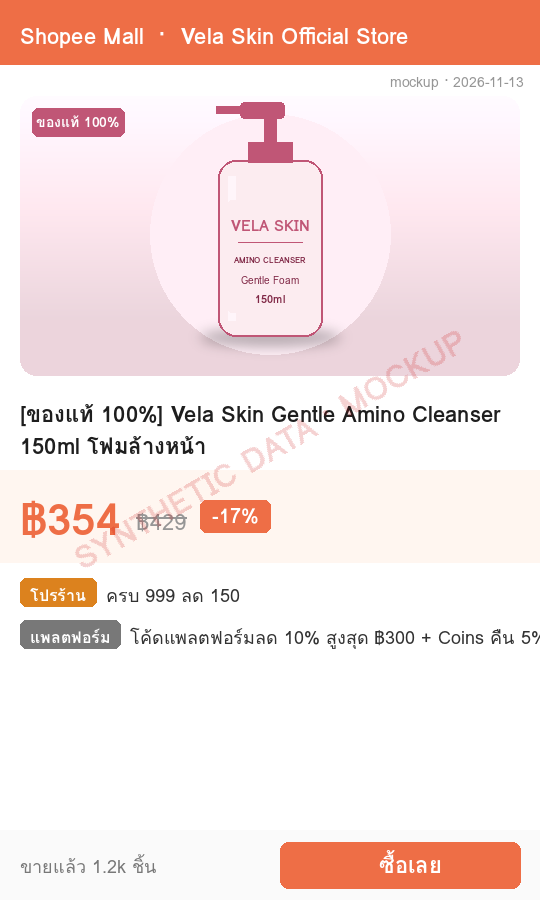 Shopee Mall · Vela Skin Official Store
mockup · 2026-11-13
ของแท้ 100%
VELA SKIN
AMINO CLEANSER
Gentle Foam
150ml
[ของแท้ 100%] Vela Skin Gentle Amino Cleanser
150ml โฟมล้างหน้า
SYNTHETIC DATA · MOCKUP
฿354 ฿429 -17%
โปรร้าน ครบ 999 ลด 150
แพลตฟอร์ม โค้ดแพลตฟอร์มลด 10% สูงสุด ฿300 + Coins คืน 5%
ขายแล้ว 1.2k ชิ้น
ซื้อเลย